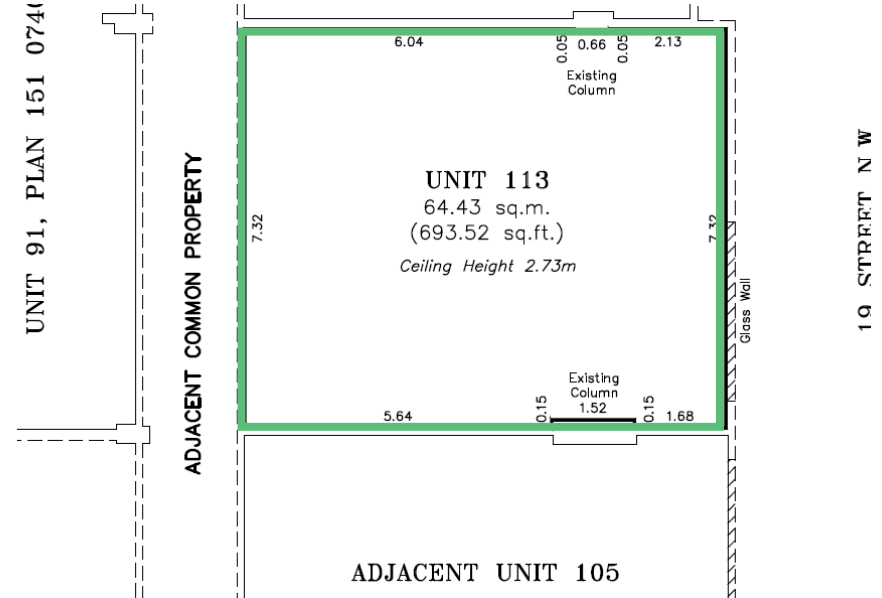 UNIT 91, PLAN 151 074
ADJACENT COMMON PROPERTY
6.04
0.05
0.66
0.05
2.13
Existing
Column
UNIT 113
64.43 sq.m.
(693.52 sq.ft.)
Ceiling Height 2.73m
7.32
7.32
Glass Wall
19 STREET N W
Existing
Column
5.64
0.15
1.52
0.15
1.68
ADJACENT UNIT 105